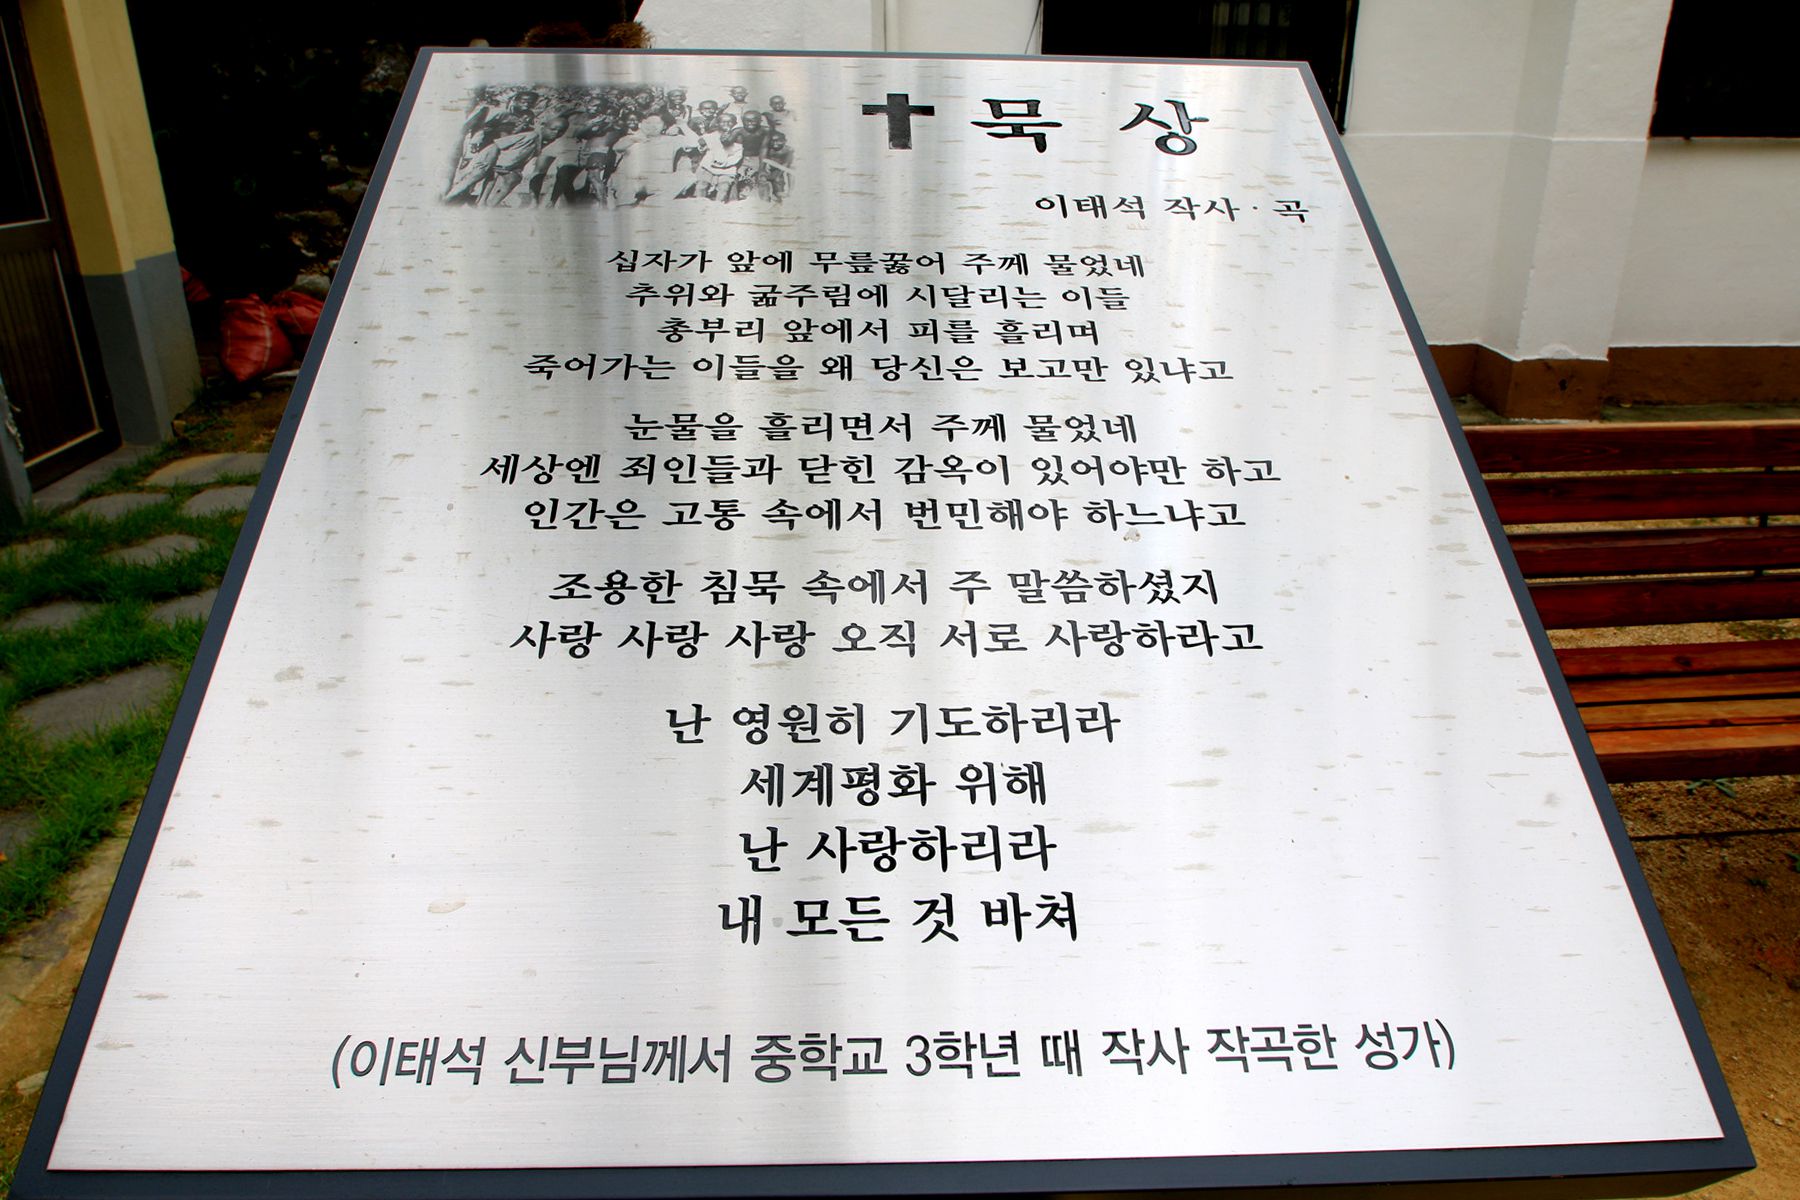 묵 상
이태석 작사·곡
십자가 앞에 무릎꿇어 주께 물었네
추위와 굶주림에 시달리는 이들
총부리 앞에서 피를 흘리며
죽어가는 이들을 왜 당신은 보고만 있냐고
눈물을 흘리면서 주께 물었네
세상엔 죄인들과 닫힌 감옥이 있어야만 하고
인간은 고통 속에서 번민해야 하느냐고
조용한 침묵 속에서 주 말씀하셨지
사랑 사랑 사랑 오직 서로 사랑하라고
난 영원히 기도하리라
세계평화 위해
난 사랑하리라
내 모든 것 바쳐
(이태석 신부님께서 중학교 3학년 때 작사 작곡한 성가)